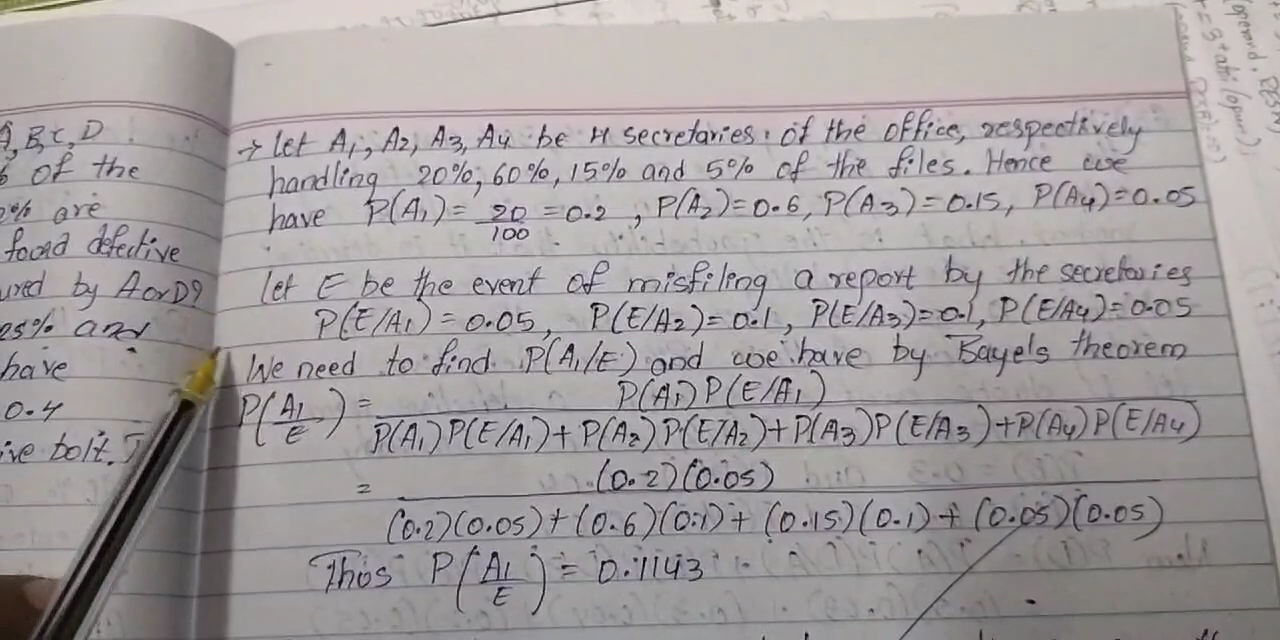 A, B, C, D
of the
% are
found defective
ured by A or D?
25% and
have
0.4
ive bolt.
→ let A1, A2, A3, A4 be 4 secretaries of the office, respectively
handling 20%, 60%, 15% and 5% of the files. Hence we
have P(A1) = 20/100 = 0.2, P(A2) = 0.6, P(A3) = 0.15, P(A4) = 0.05
let E be the event of misfiling a report by the secretaries
P(E/A1) = 0.05, P(E/A2) = 0.1, P(E/A3) = 0.1, P(E/A4) = 0.05
We need to find P(A1/E) and we have by Bayel's theorem
P(A1/E) = P(A1) P(E/A1)
P(A1) P(E/A1) + P(A2) P(E/A2) + P(A3) P(E/A3) + P(A4) P(E/A4)
= (0.2)(0.05)
(0.2)(0.05) + (0.6)(0.1) + (0.15)(0.1) + (0.05)(0.05)
Thos P(A1/E) = 0.1143